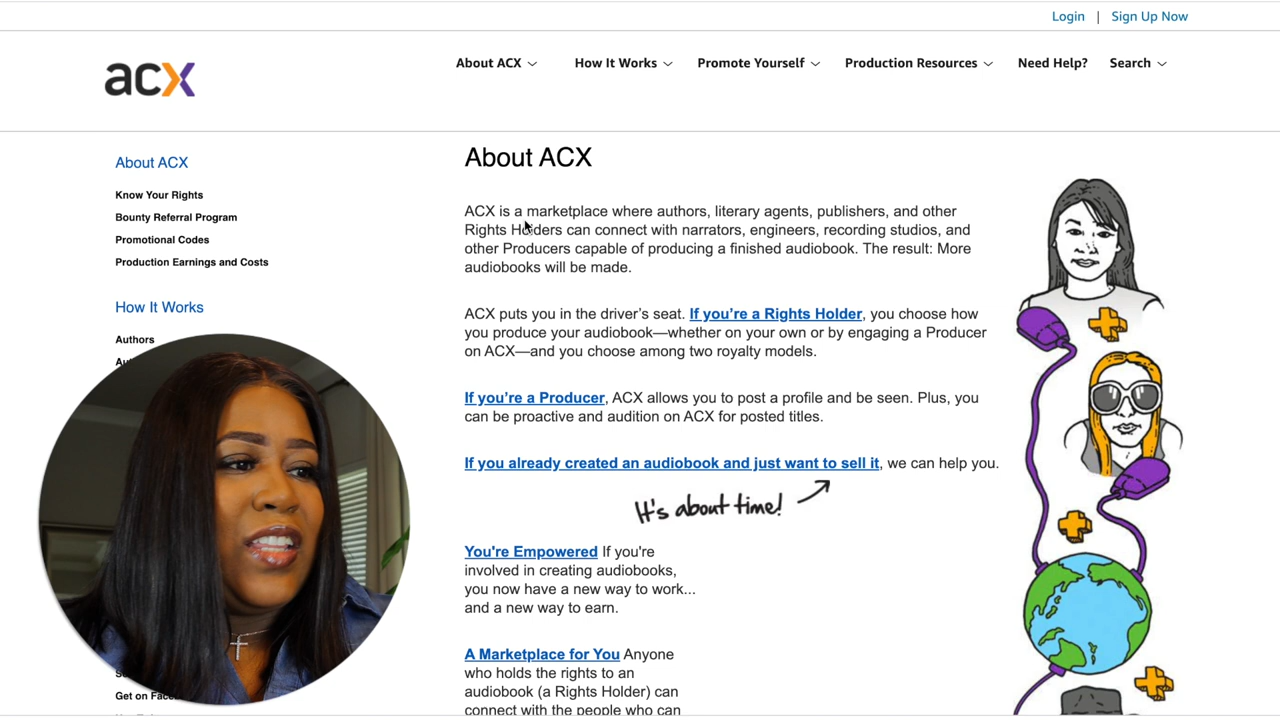 Login | Sign Up Now
acx
About ACX
How It Works
Promote Yourself
Production Resources
Need Help?
Search
About ACX
Know Your Rights
Bounty Referral Program
Promotional Codes
Production Earnings and Costs
How It Works
Authors
About ACX
ACX is a marketplace where authors, literary agents, publishers, and other
Rights Holders can connect with narrators, engineers, recording studios, and
other Producers capable of producing a finished audiobook. The result: More
audiobooks will be made.
ACX puts you in the driver’s seat. If you’re a Rights Holder, you choose how
you produce your audiobook—whether on your own or by engaging a Producer
on ACX—and you choose among two royalty models.
If you’re a Producer, ACX allows you to post a profile and be seen. Plus, you
can be proactive and audition on ACX for posted titles.
If you already created an audiobook and just want to sell it, we can help you.
It's about time!
You're Empowered If you're
involved in creating audiobooks,
you now have a new way to work...
and a new way to earn.
A Marketplace for You Anyone
who holds the rights to an
audiobook (a Rights Holder) can
connect with the people who can
Get on